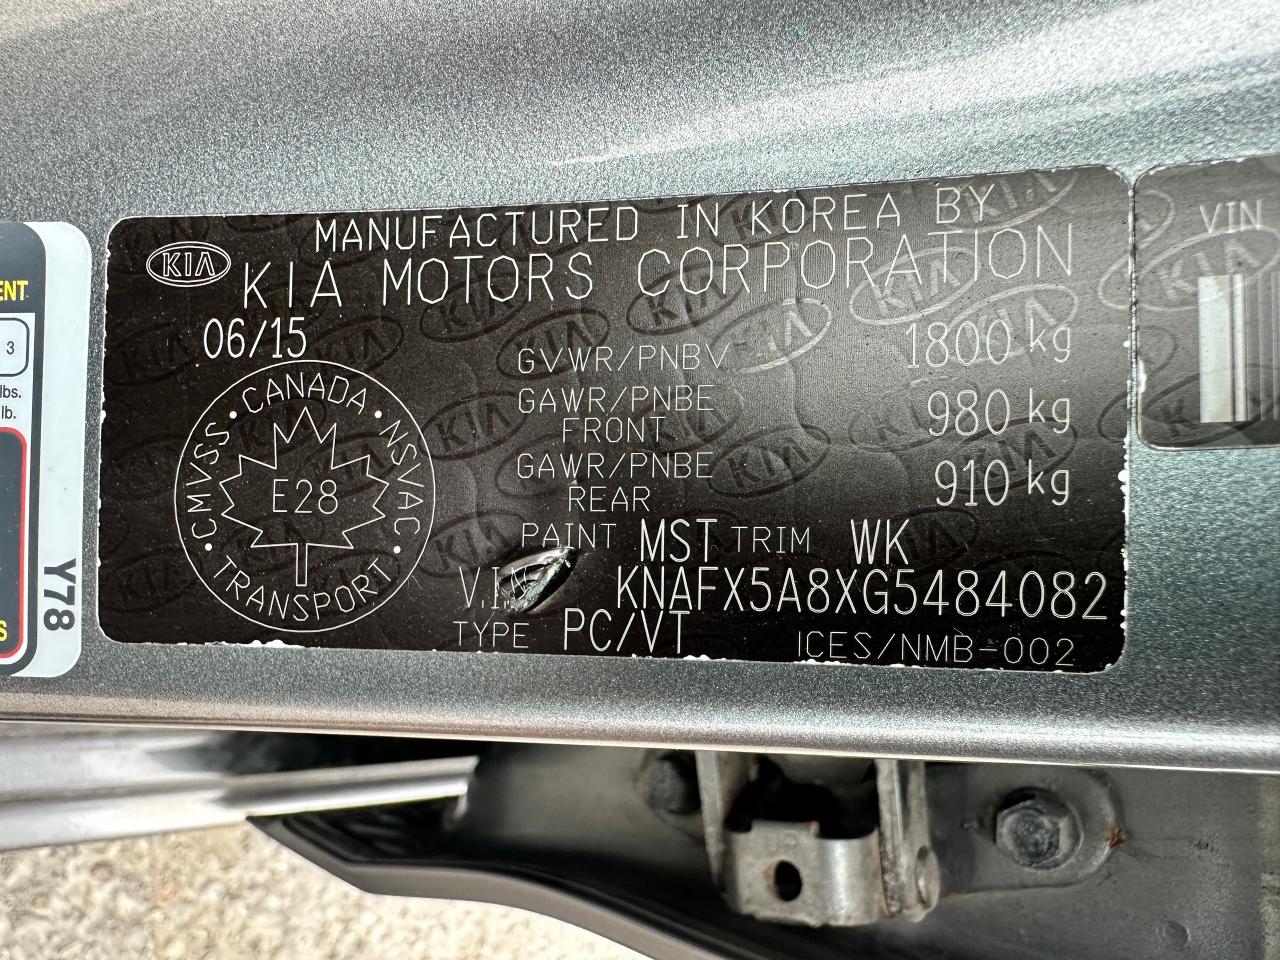 MANUFACTURED IN KOREA BY
KIA KIA MOTORS CORPORATION
06/15
GVWR/PNBV 1800 kg
GAWR/PNBE FRONT 980 kg
GAWR/PNBE REAR 910 kg
CMVSS · CANADA · NSVAC · TRANSPORT ·
E28
PAINT MST TRIM WK
V.I.N KNAFX5A8XG5484082
TYPE PC/VT ICES/NMB-002
VIN
ENT
3
lbs.
lb.
S
Y78